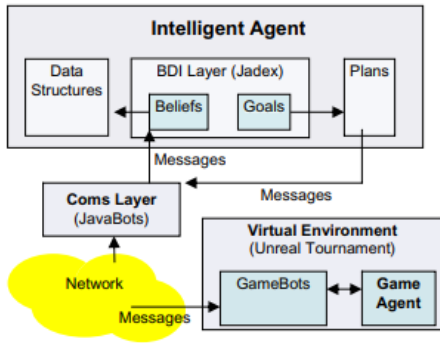 Intelligent Agent
Data
Structures
BDI Layer (Jadex)
Beliefs
Goals
Plans
Messages
Messages
Coms Layer
(JavaBots)
Virtual Environment
(Unreal Tournament)
Network
GameBots
Game
Agent
Messages